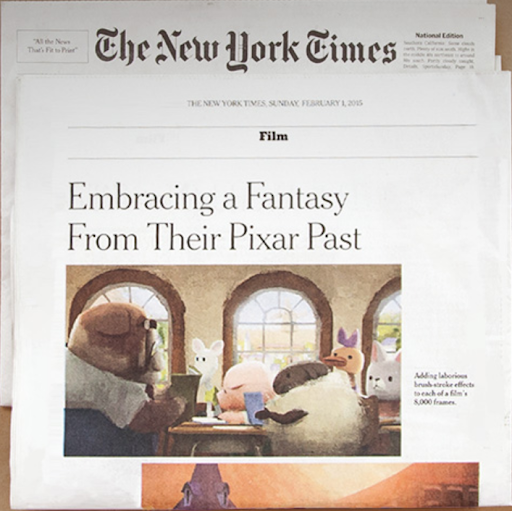 "All the News
That's Fit to Print"
The New York Times
National Edition
THE NEW YORK TIMES, SUNDAY, FEBRUARY 1, 2015
Film
Embracing a Fantasy
From Their Pixar Past
Adding laborious
brush-stroke effects
to each of a film's
8,000 frames.